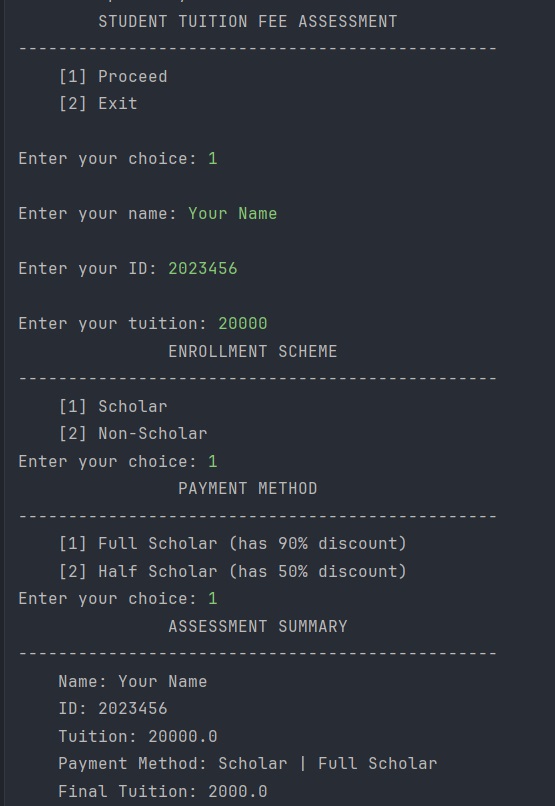 STUDENT TUITION FEE ASSESSMENT
------------------------------------------------
[1] Proceed
[2] Exit
Enter your choice: 1
Enter your name: Your Name
Enter your ID: 2023456
Enter your tuition: 20000
ENROLLMENT SCHEME
------------------------------------------------
[1] Scholar
[2] Non-Scholar
Enter your choice: 1
PAYMENT METHOD
------------------------------------------------
[1] Full Scholar (has 90% discount)
[2] Half Scholar (has 50% discount)
Enter your choice: 1
ASSESSMENT SUMMARY
------------------------------------------------
Name: Your Name
ID: 2023456
Tuition: 20000.0
Payment Method: Scholar | Full Scholar
Final Tuition: 2000.0